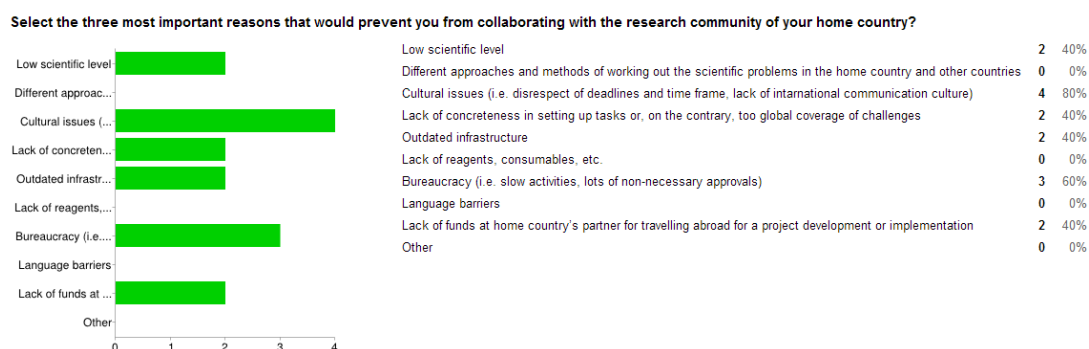 Select the three most important reasons that would prevent you from collaborating with the research community of your home country?
Low scientific level
Different approac...
Cultural issues (...
Lack of concreten...
Outdated infrastr...
Lack of reagents,...
Bureaucracy (i.e....
Language barriers
Lack of funds at ...
Other
0 1 2 3 4
Low scientific level 2 40%
Different approaches and methods of working out the scientific problems in the home country and other countries 0 0%
Cultural issues (i.e. disrespect of deadlines and time frame, lack of intarnational communication culture) 4 80%
Lack of concreteness in setting up tasks or, on the contrary, too global coverage of challenges 2 40%
Outdated infrastructure 2 40%
Lack of reagents, consumables, etc. 0 0%
Bureaucracy (i.e. slow activities, lots of non-necessary approvals) 3 60%
Language barriers 0 0%
Lack of funds at home country's partner for travelling abroad for a project development or implementation 2 40%
Other 0 0%